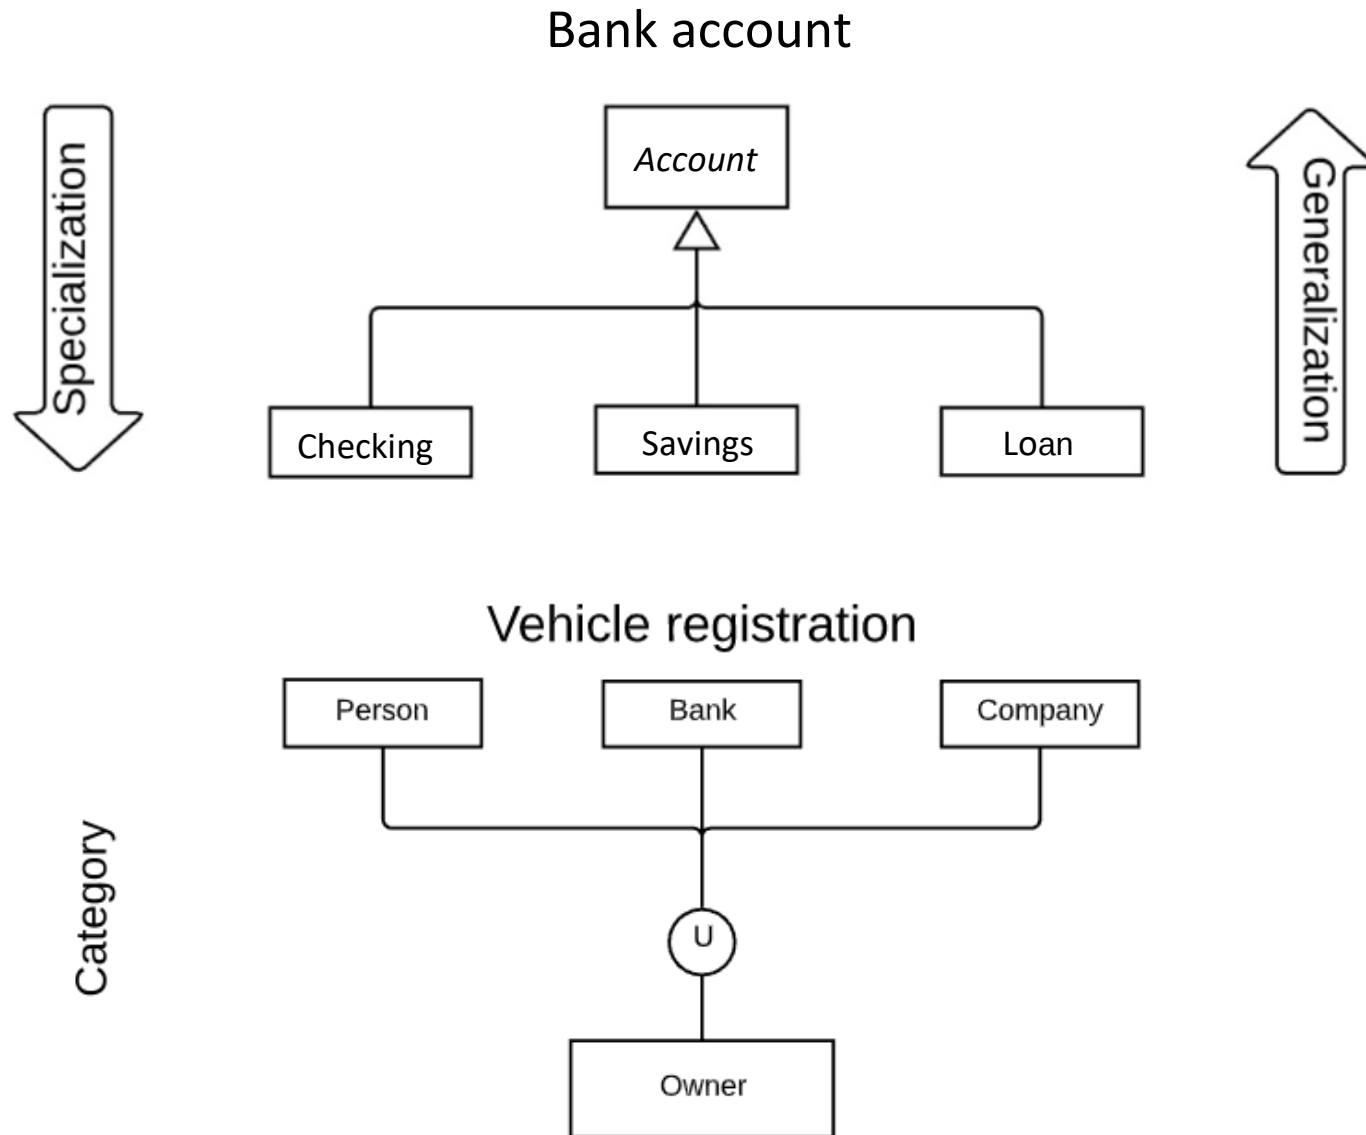 Bank account
Specialization
Account
Generalization
Checking
Savings
Loan
Vehicle registration
Person
Bank
Company
Category
U
Owner